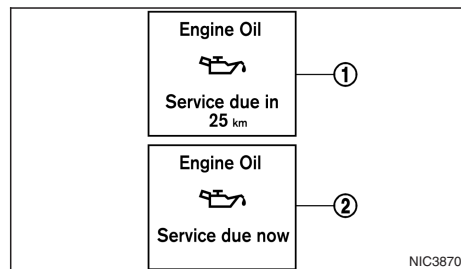 Engine Oil
Service due in
25 km
①
Engine Oil
Service due now
②
NIC3870